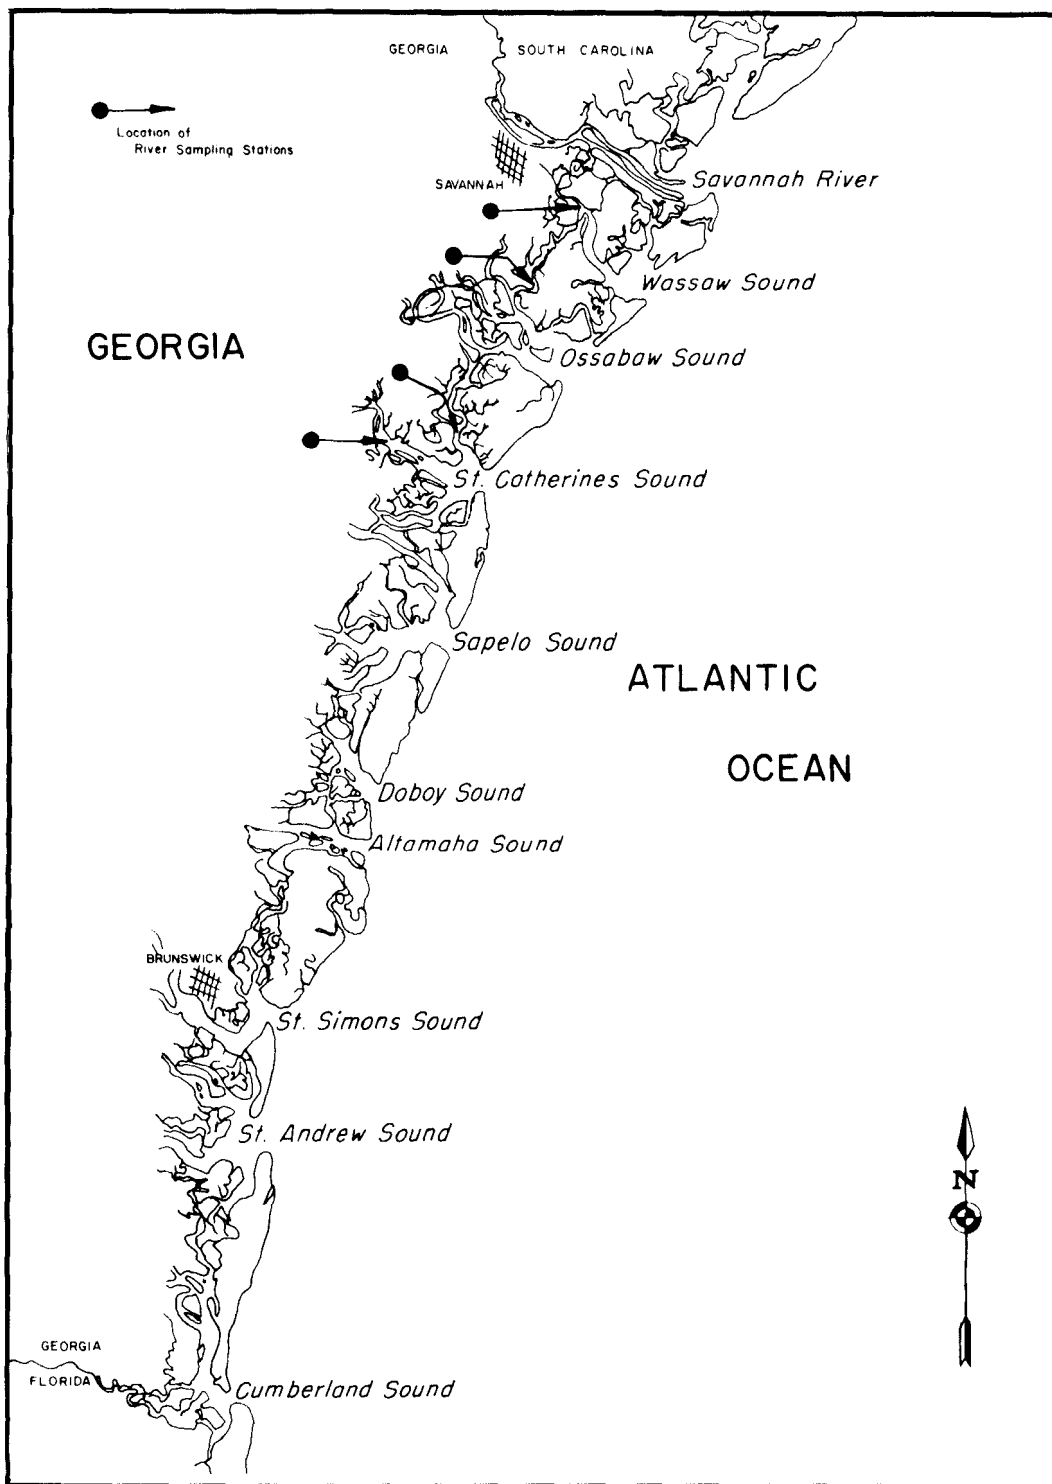 GEORGIA
SOUTH CAROLINA
Location of
River Sampling Stations
SAVANNAH
Savannah River
Wassaw Sound
GEORGIA
Ossabaw Sound
St. Catherines Sound
Sapelo Sound
ATLANTIC
OCEAN
Doboy Sound
Altamaha Sound
BRUNSWICK
St. Simons Sound
St. Andrew Sound
N
GEORGIA
FLORIDA
Cumberland Sound